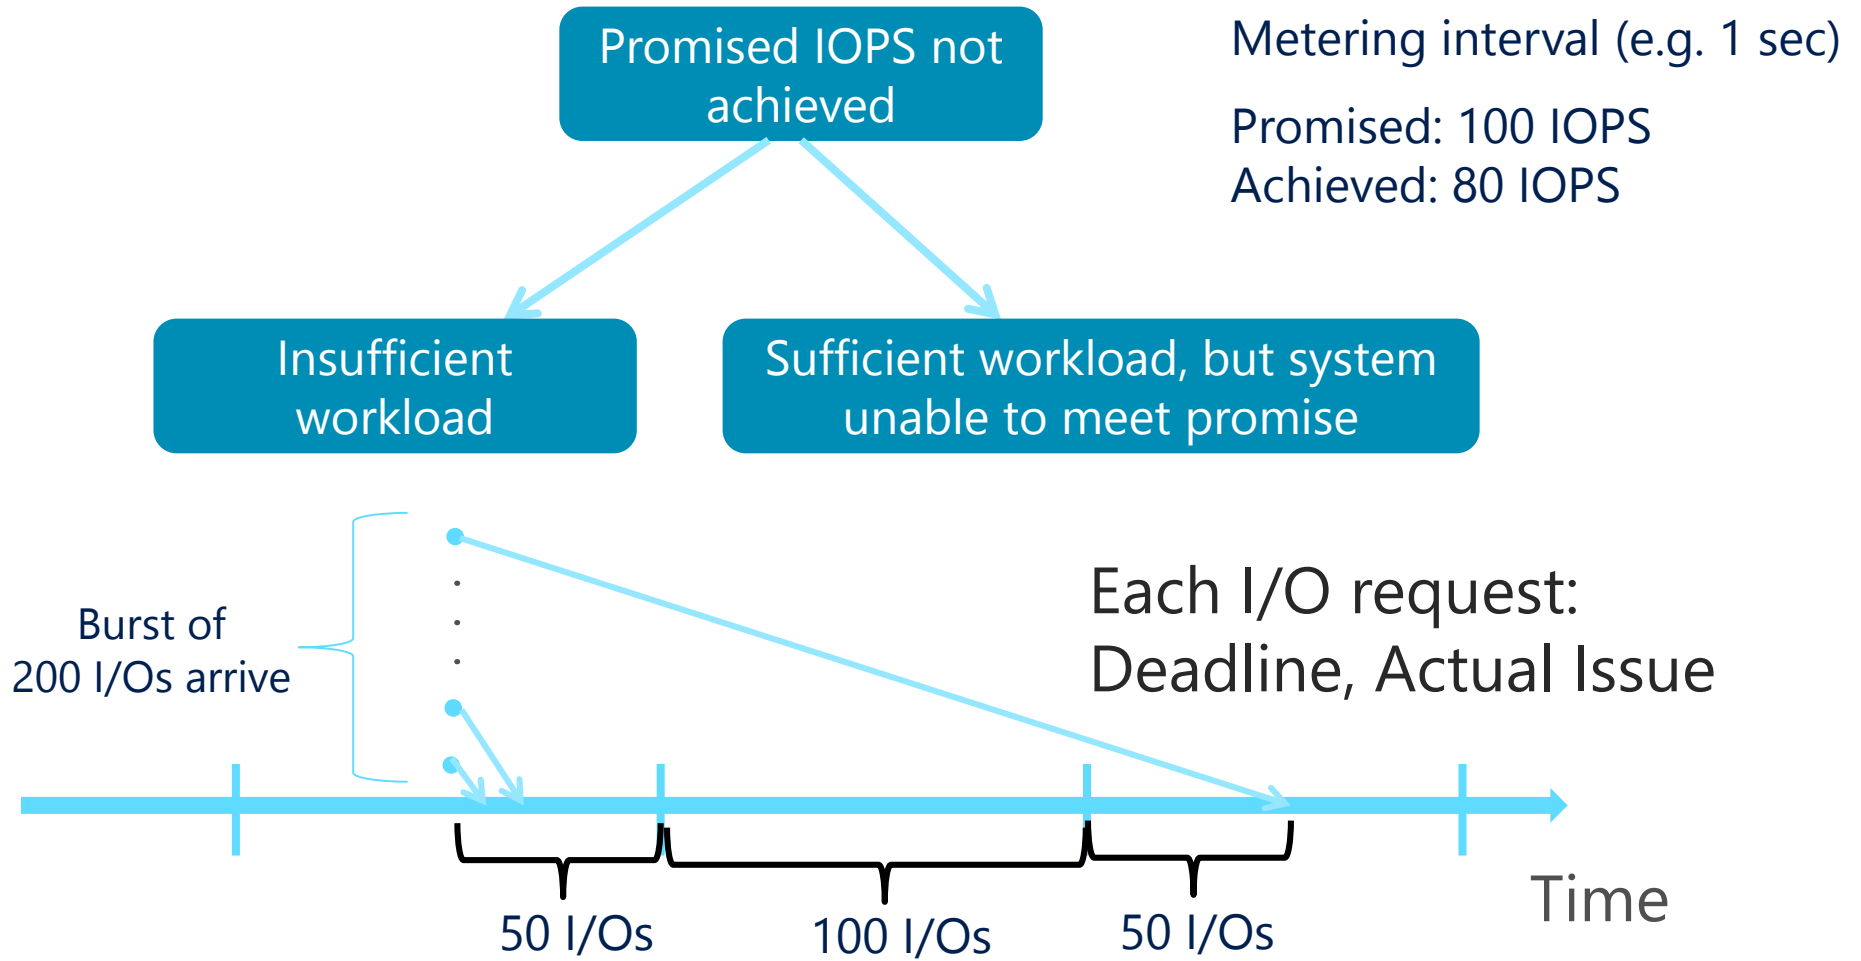 Promised IOPS not
achieved
Metering interval (e.g. 1 sec)
Promised: 100 IOPS
Achieved: 80 IOPS
Insufficient
workload
Sufficient workload, but system
unable to meet promise
Burst of
200 I/Os arrive
Each I/O request:
Deadline, Actual Issue
Time
50 I/Os
100 I/Os
50 I/Os